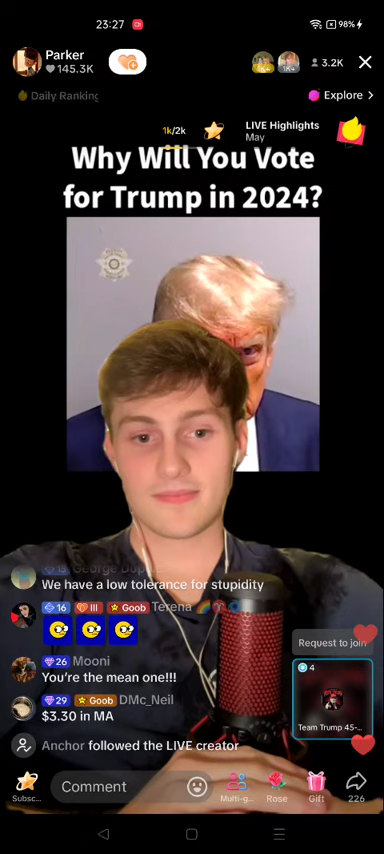 23:27
98%
Parker
145.3K
1K+
1K+
3.2K
Daily Ranking
Explore
1k/2k
LIVE Highlights
May
Why Will You Vote
for Trump in 2024?
We have a low tolerance for stupidity
16
III
Goob
Terena
26
Mooni
You're the mean one!!!
29
Goob
DMc_Neil
$3.30 in MA
Anchor followed the LIVE creator
Request to join
4
Team Trump 45-...
Subsc...
Comment
Multi-g...
Rose
Gift
226